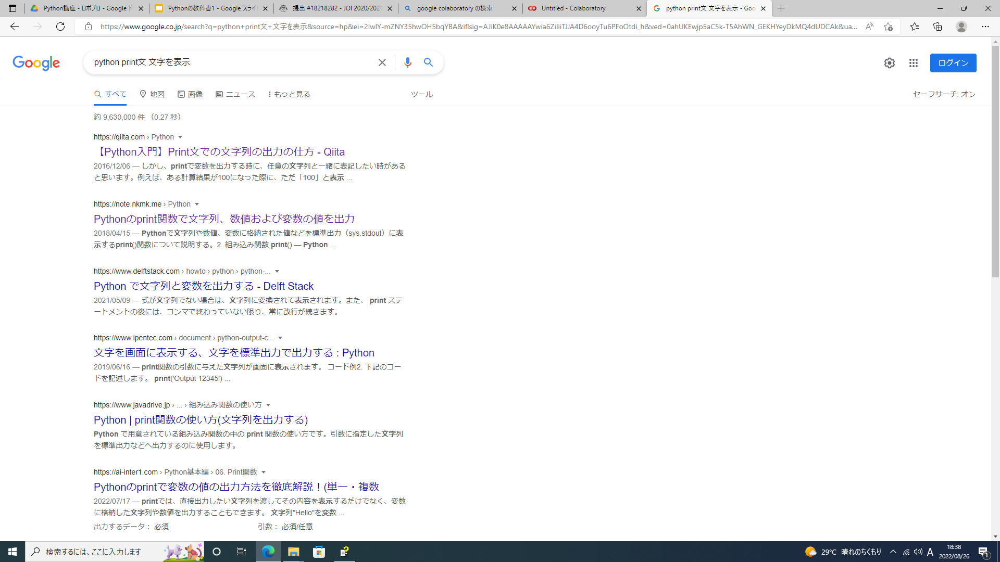 Python講座 - ロボプロ - Google ド
Pythonの教科書1 - Google スライ
提出 #18218282 - JOI 2020/2021
google colaboratory の検索
Untitled - Colaboratory
python print文 文字を表示 - Goo
https://www.google.co.jp/search?q=python+print文+文字を表示&source=hp&ei=2IwIY-mZNY35hwOH5bqYBA&iflsig=AJiK0e8AAAAAYwia6ZiliiTJJA4D6ooyTu6PFoOtdi_h&ved=0ahUKEwjp5aC5k-T5AhWN_GEKHYeyDkMQ4dUDCAk&ua...
Google
python print文 文字を表示
ログイン
すべて
地図
画像
ニュース
もっと見る
ツール
セーフサーチ: オン
約 9,630,000 件 （0.27 秒）
https://qiita.com › Python
【Python入門】Print文での文字列の出力の仕方 - Qiita
2016/12/06 — しかし、printで変数を出力する時に、任意の文字列と一緒に表記したい時がある
と思います。例えば、ある計算結果が100になった際に、ただ「100」と表示 ...
https://note.nkmk.me › Python
Pythonのprint関数で文字列、数値および変数の値を出力
2018/04/15 — Pythonで文字列や数値、変数に格納された値などを標準出力（sys.stdout）に表
示するprint()関数について説明する。2. 組み込み関数 print() — Python ...
https://www.delftstack.com › howto › python › python-...
Python で文字列と変数を出力する - Delft Stack
2021/05/09 — 式が文字列でない場合は、文字列に変換されて表示されます。また、 print ステ
ートメントの後には、コンマで終わっていない限り、常に改行が続きます。
https://www.ipentec.com › document › python-output-c...
文字を画面に表示する、文字を標準出力で出力する : Python
2019/06/16 — print関数の引数に与えた文字列が画面に表示されます。 コード例2. 下記のコー
ドを記述します。 print('Output 12345') ...
https://www.javadrive.jp › ... › 組み込み関数の使い方
Python | print関数の使い方(文字列を出力する)
Python で用意されている組み込み関数の中の print 関数の使い方です。引数に指定した文字列
を標準出力などへ出力するのに使用します。
https://ai-inter1.com › Python基本編 › 06. Print関数
Pythonのprintで変数の値の出力方法を徹底解説！(単一・複数
2022/07/17 — printでは、直接出力したい文字列を渡してその内容を表示するだけでなく、変数
に格納した文字列や数値を出力することもできます。 文字列"Hello"を変数 ...
出力するデータ： 必須
引数： 必須/任意
検索するには、ここに入力します
29°C 晴れのちくもり
A
18:38
2022/08/26
1